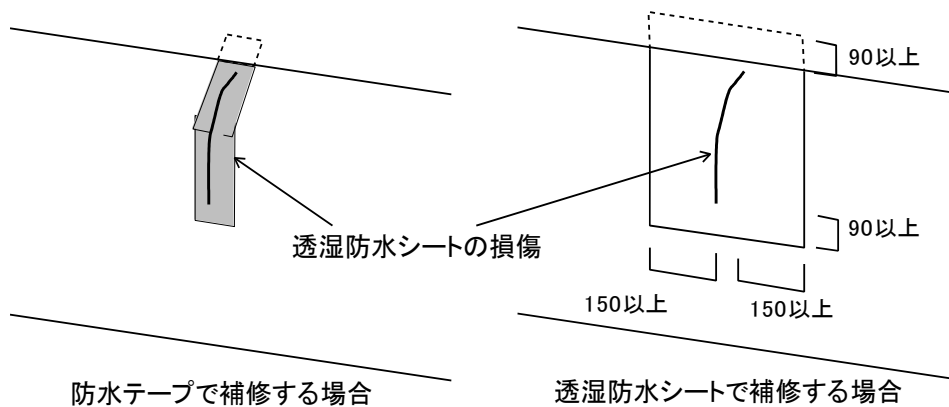 90以上
透湿防水シートの損傷
90以上
150以上
150以上
防水テープで補修する場合
透湿防水シートで補修する場合